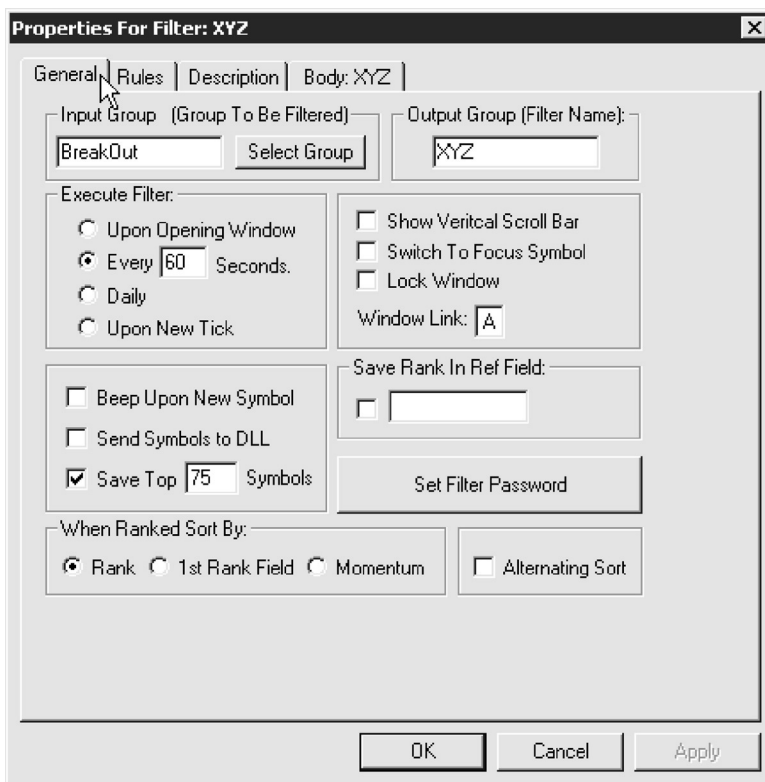 Properties For Filter: XYZ
General Rules Description Body: XYZ
Input Group (Group To Be Filtered)
BreakOut Select Group
Output Group (Filter Name):
XYZ
Execute Filter:
Upon Opening Window
Every 60 Seconds.
Daily
Upon New Tick
Show Veritcal Scroll Bar
Switch To Focus Symbol
Lock Window
Window Link: A
Beep Upon New Symbol
Send Symbols to DLL
Save Top 75 Symbols
Save Rank In Ref Field:
Set Filter Password
When Ranked Sort By:
Rank 1st Rank Field Momentum
Alternating Sort
OK Cancel Apply